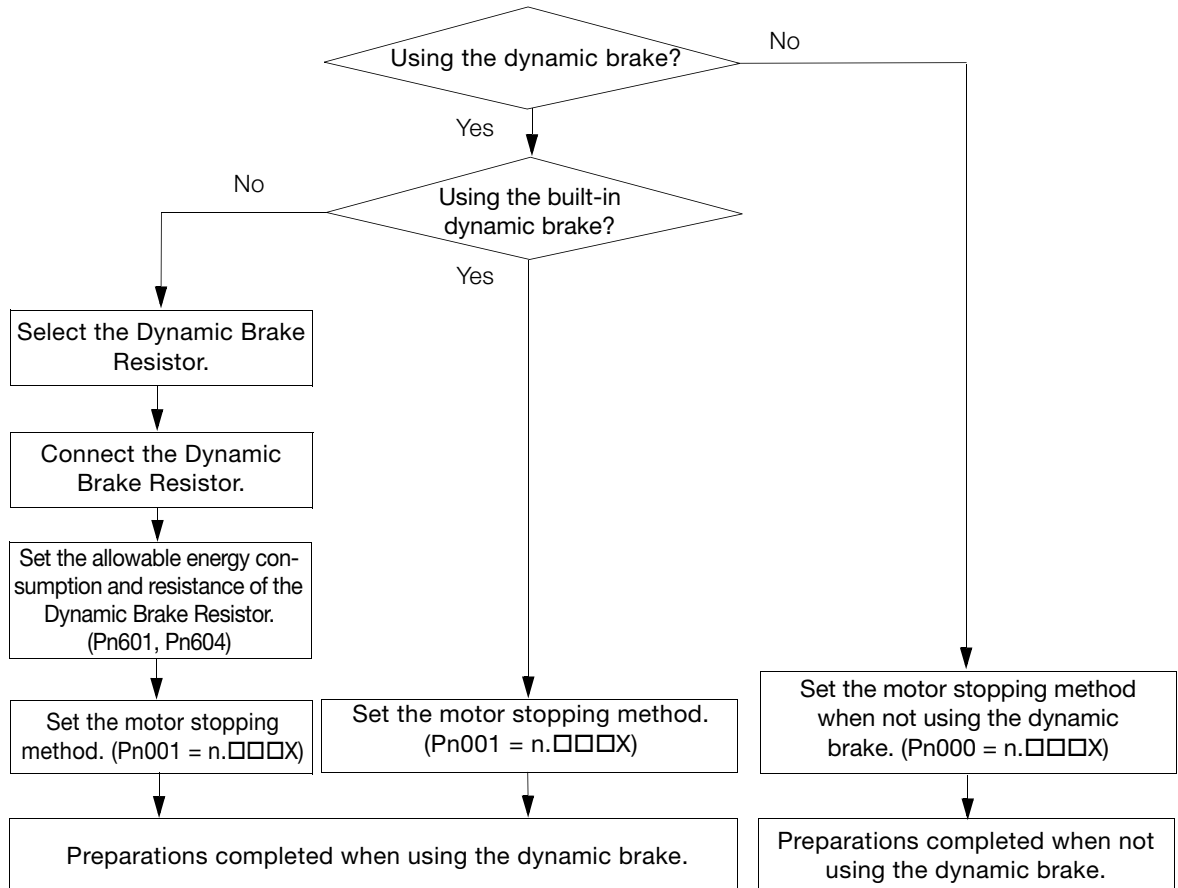 Using the dynamic brake?
No
Yes
Using the built-in
dynamic brake?
No
Yes
Select the Dynamic Brake
Resistor.
Connect the Dynamic
Brake Resistor.
Set the allowable energy con-
sumption and resistance of the
Dynamic Brake Resistor.
(Pn601, Pn604)
Set the motor stopping
method. (Pn001 = n.□□□X)
Set the motor stopping method.
(Pn001 = n.□□□X)
Set the motor stopping method
when not using the dynamic
brake. (Pn000 = n.□□□X)
Preparations completed when using the dynamic brake.
Preparations completed when not
using the dynamic brake.